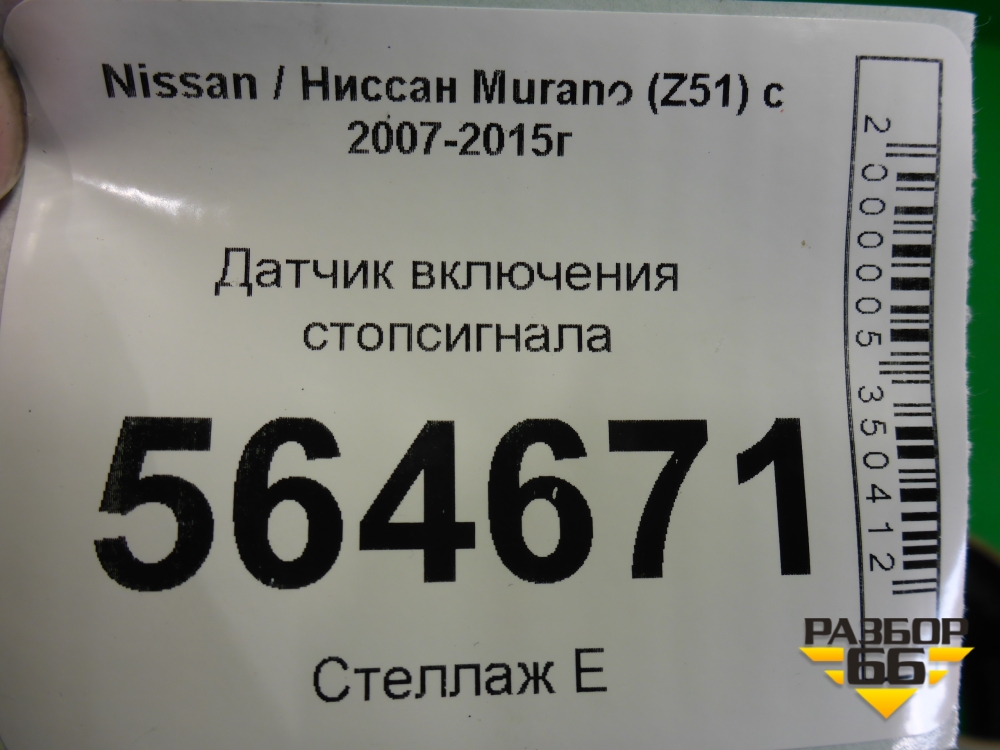 Nissan / Ниссан Murano (Z51) с
2007-2015г
Датчик включения
стопсигнала
564671
Стеллаж Е
2000005350412
РАЗБОР
66